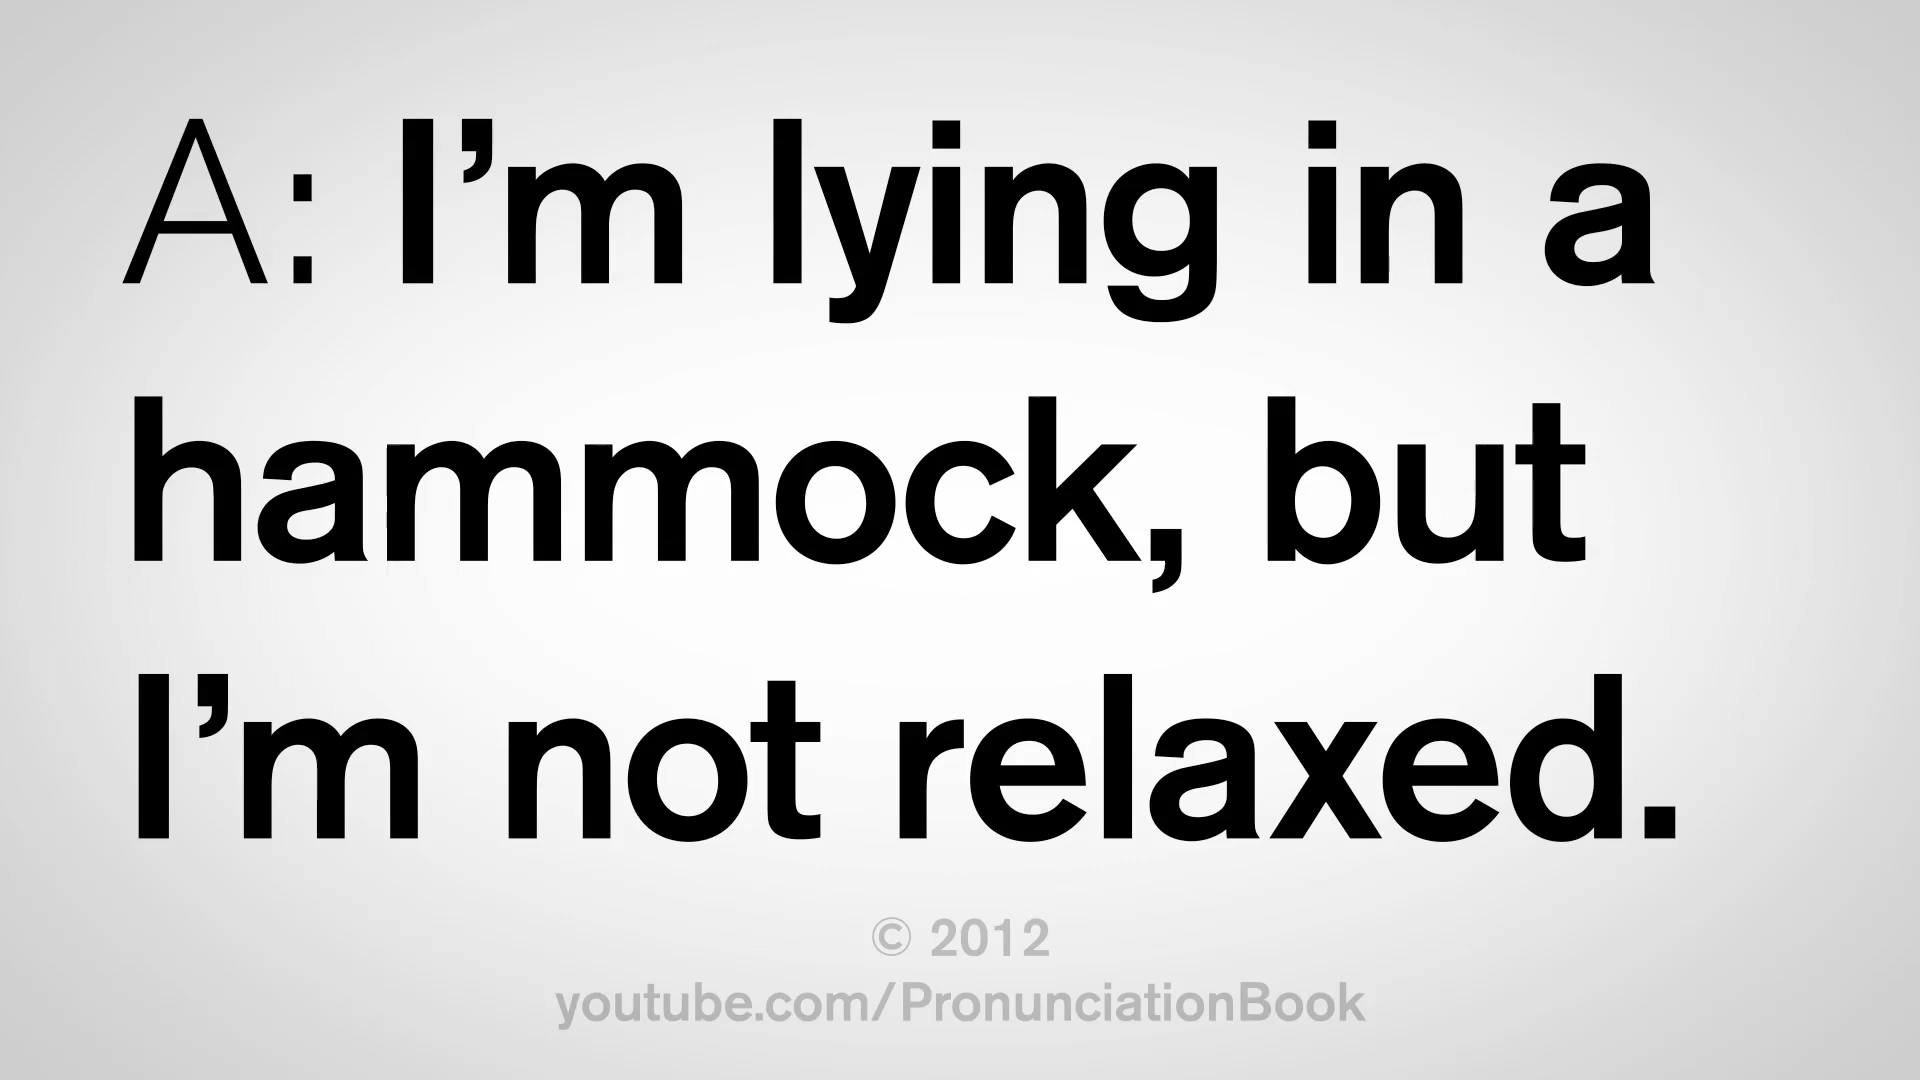 A: I’m lying in a
hammock, but
I’m not relaxed.
© 2012
youtube.com/PronunciationBook